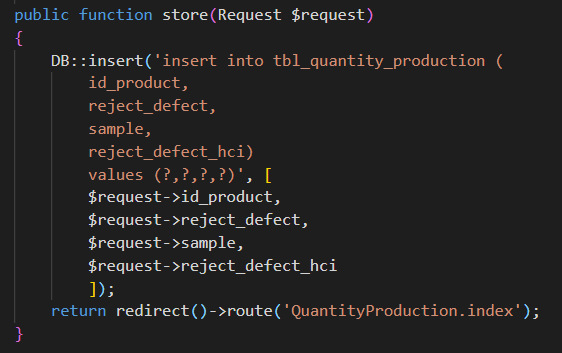 public function store(Request $request)
{
    DB::insert('insert into tbl_quantity_production (
        id_product,
        reject_defect,
        sample,
        reject_defect_hci)
        values (?,?,?,?)', [
        $request->id_product,
        $request->reject_defect,
        $request->sample,
        $request->reject_defect_hci
        ]);
    return redirect()->route('QuantityProduction.index');
}